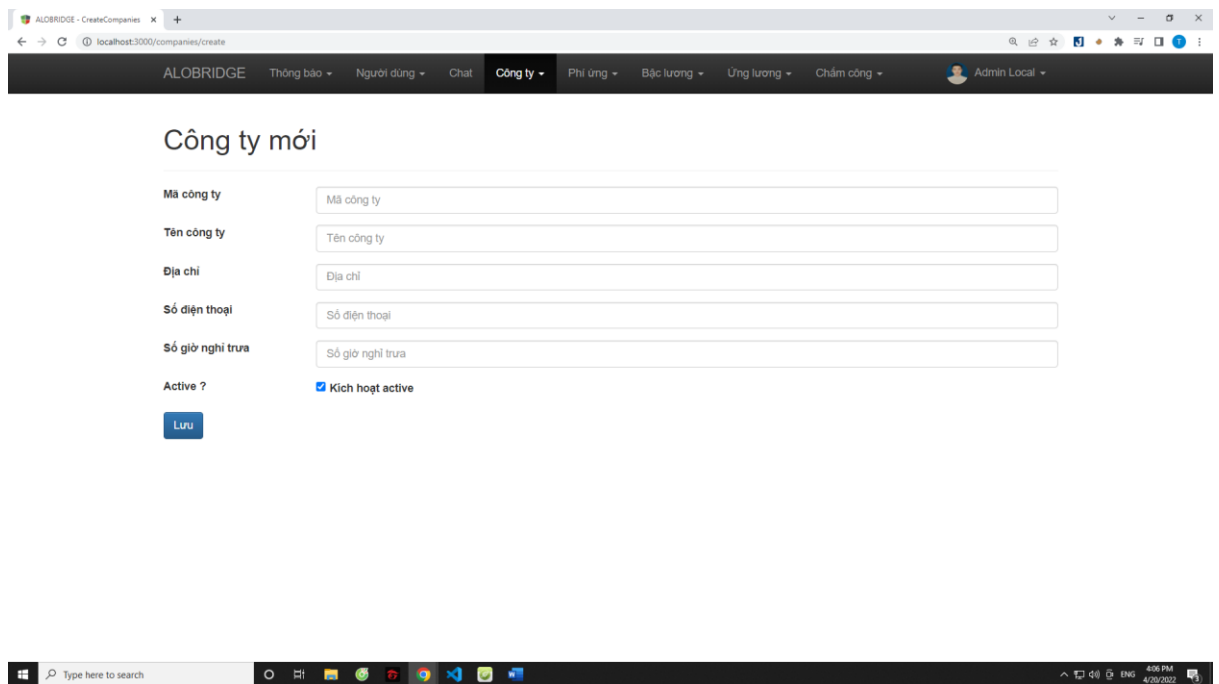 ALOBRIDGE - CreateCompanies
localhost:3000/companies/create
ALOBRIDGE Thông báo Người dùng Chat Công ty Phí ứng Bậc lương Ứng lương Chấm công Admin Local
Công ty mới
Mã công ty Mã công ty
Tên công ty Tên công ty
Địa chỉ Địa chỉ
Số điện thoại Số điện thoại
Số giờ nghỉ trưa Số giờ nghỉ trưa
Active ? Kích hoạt active
Lưu
Type here to search ENG 4:06 PM
4/20/2022